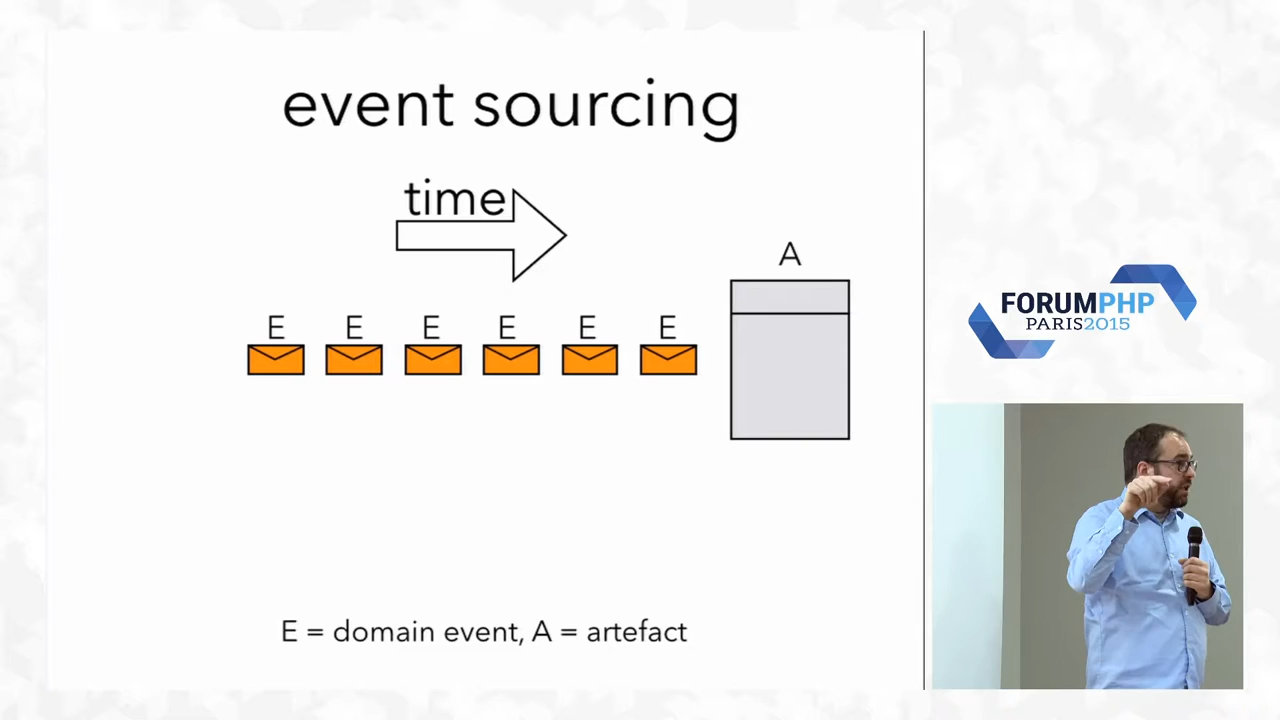 event sourcing
time
A
E E E E E E
E = domain event, A = artefact
FORUMPHP
PARIS2015